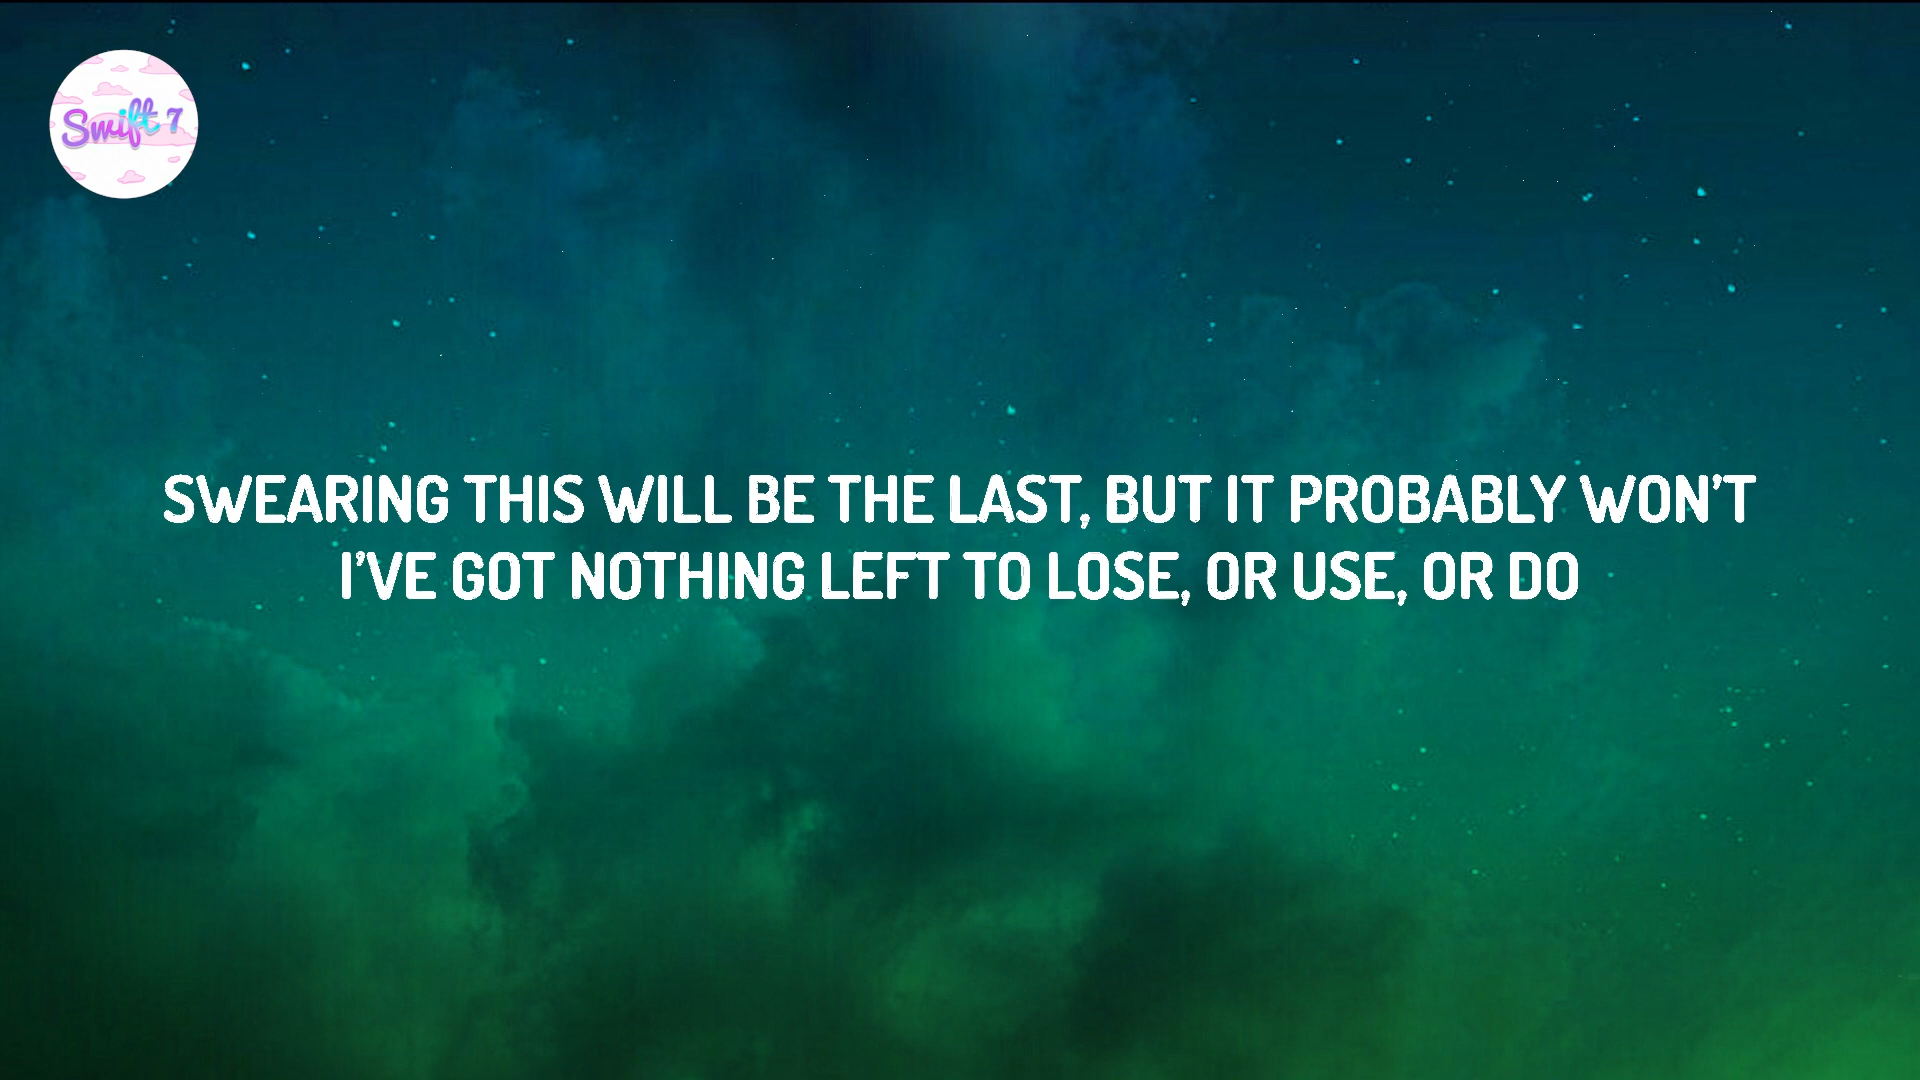 Swift 7
SWEARING THIS WILL BE THE LAST, BUT IT PROBABLY WON'T
I'VE GOT NOTHING LEFT TO LOSE, OR USE, OR DO